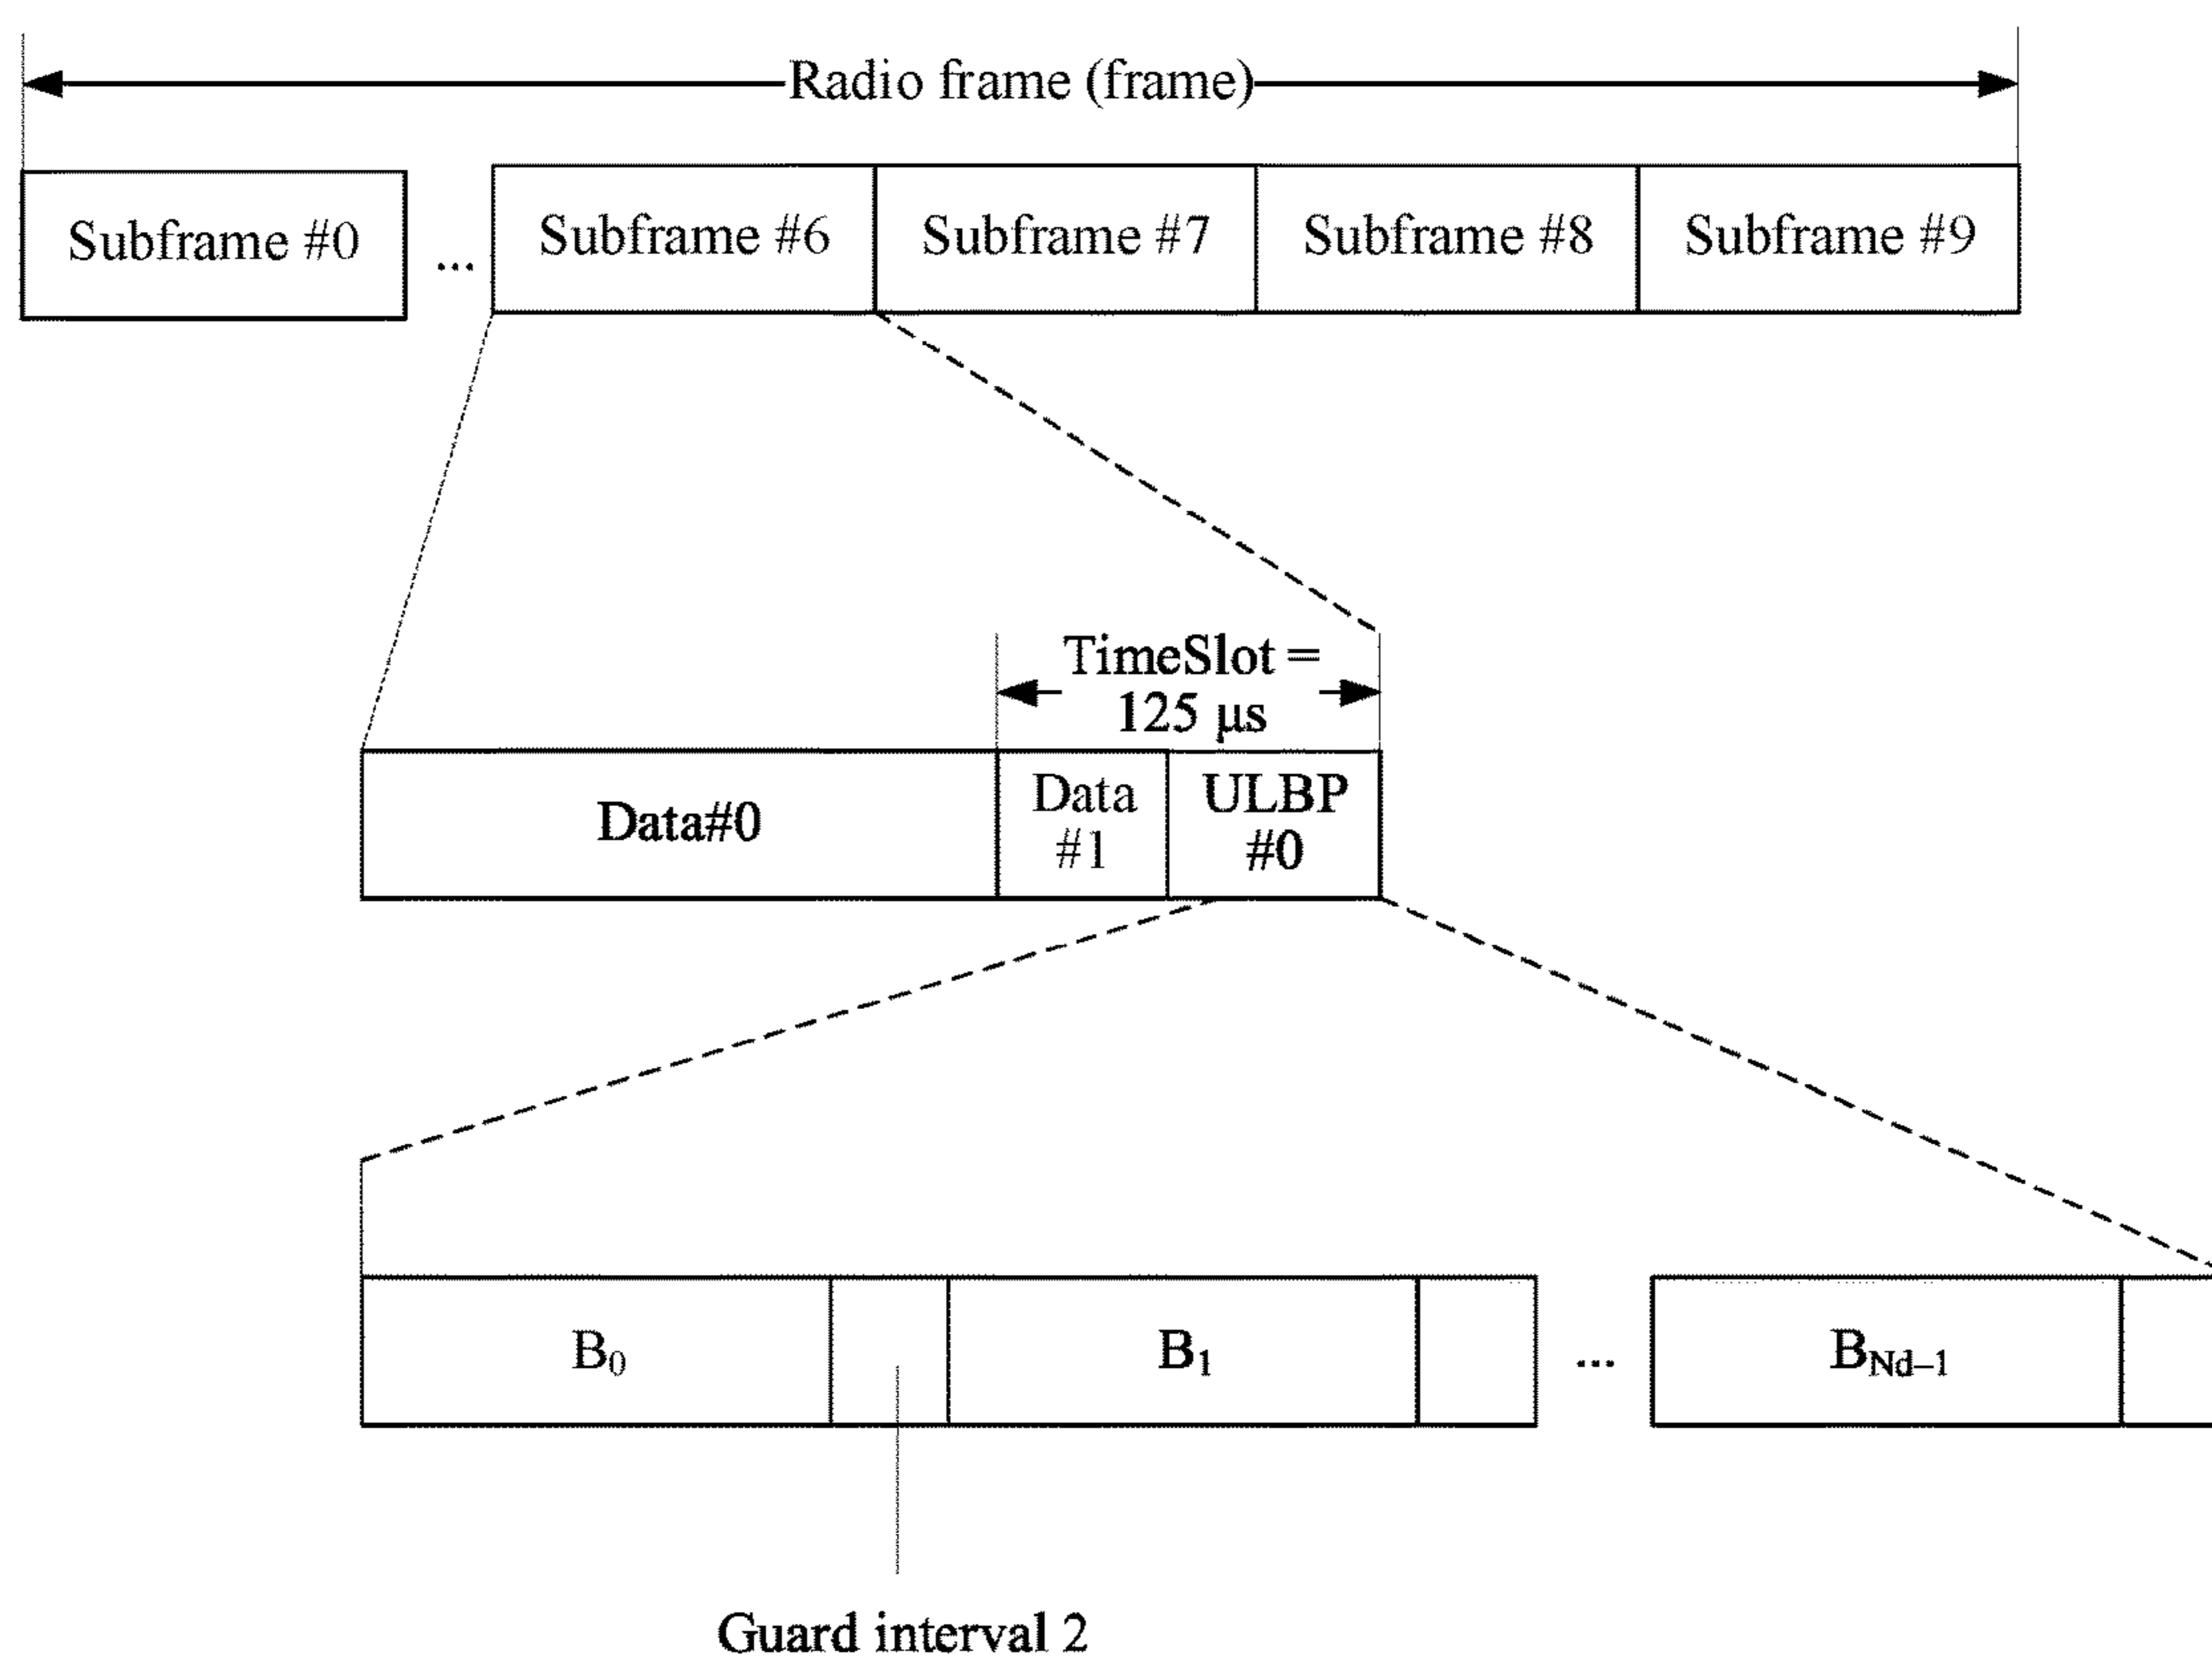 Radio frame (frame)
Subframe #0 ... Subframe #6 Subframe #7 Subframe #8 Subframe #9
TimeSlot =
125 μs
Data#0
Data
#1
ULBP
#0
B0 B1 ... BNd–1
Guard interval 2